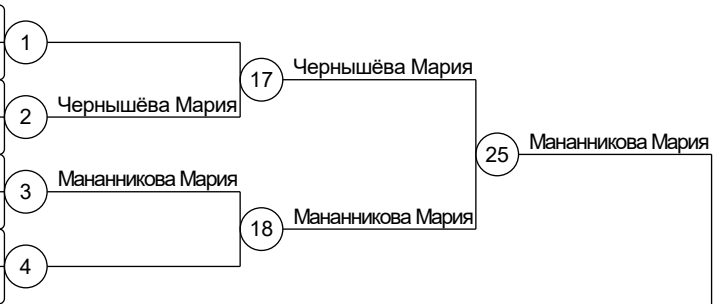 1
17 Чернышёва Мария
2 Чернышёва Мария
25 Мананникова Мария
3 Мананникова Мария
18 Мананникова Мария
4